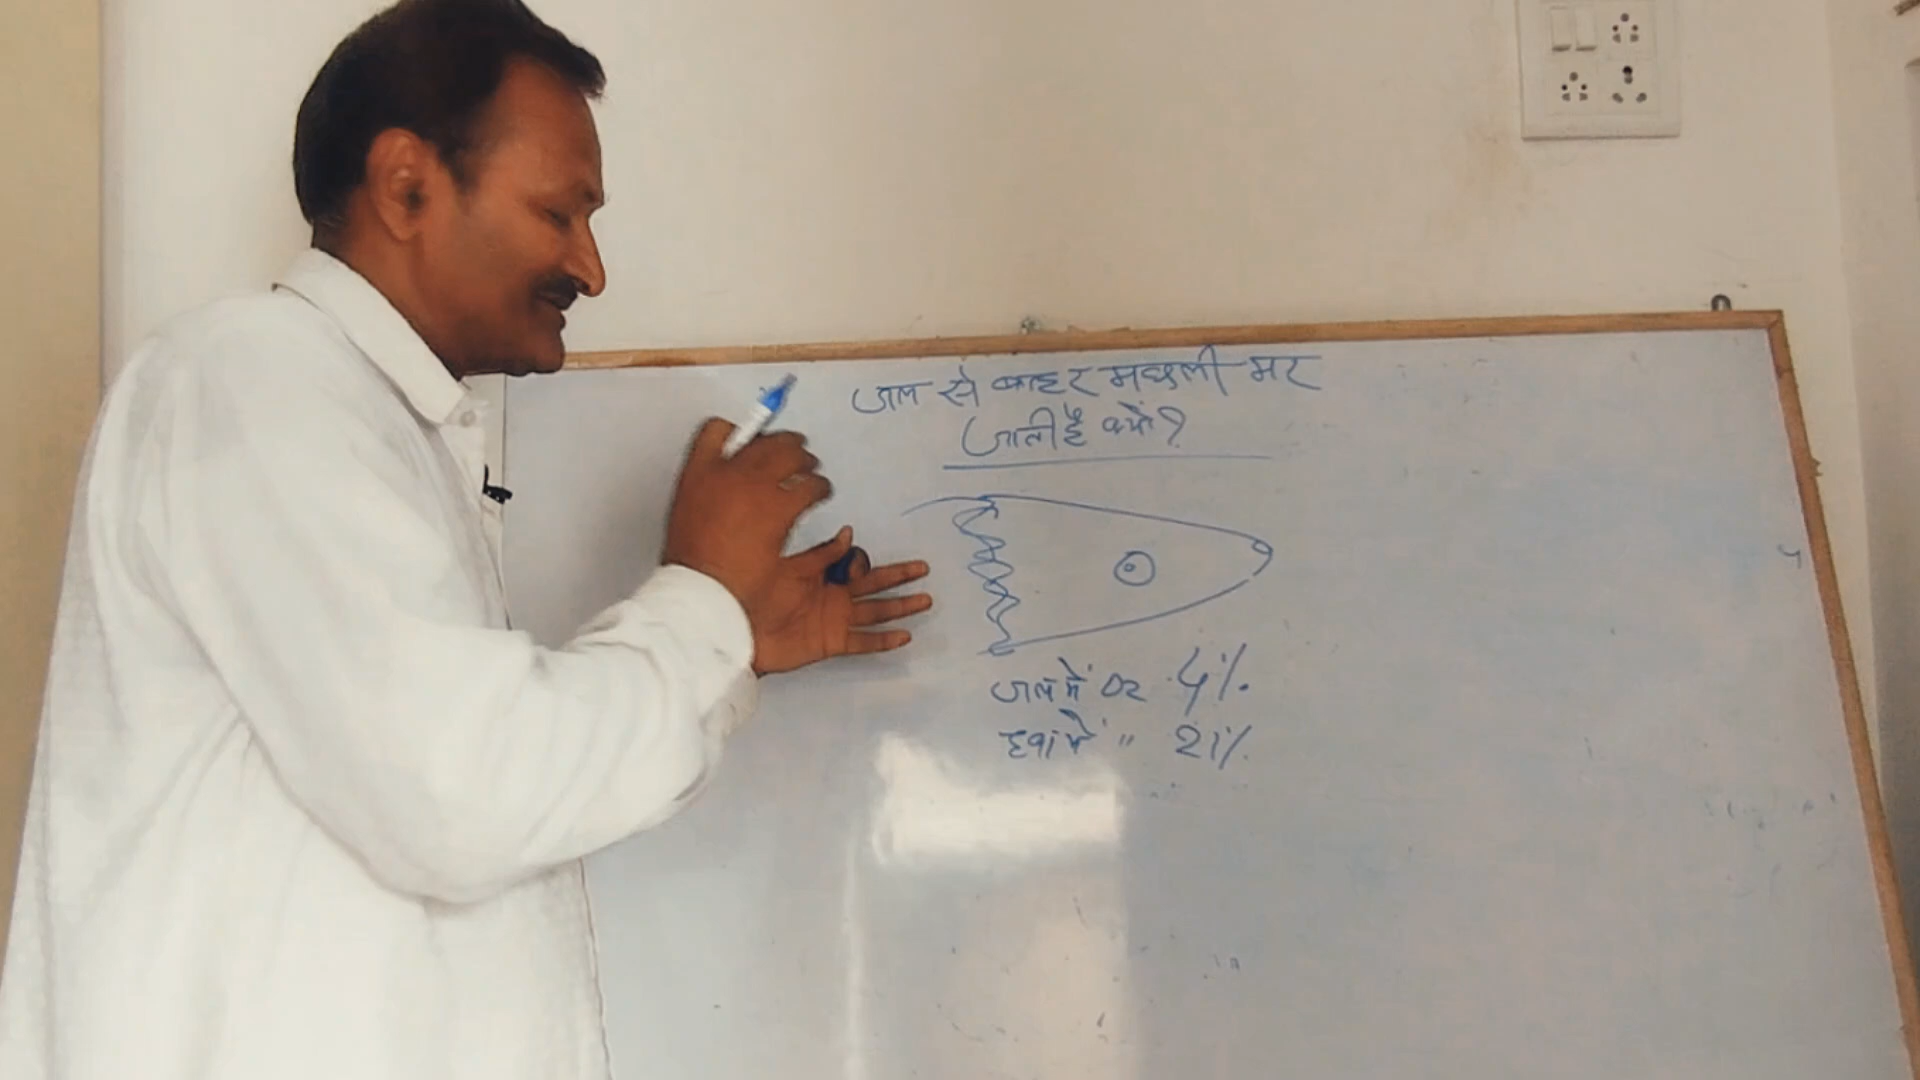 जल से बाहर मछली मर
जाती है क्यों?
जल में O2 4%.
हवा में " 21%.